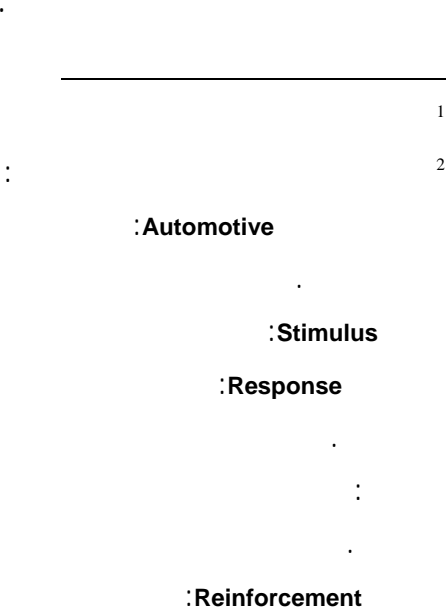 .
1
: 2
:Automotive
.
:Stimulus
:Response
.
:
.
:Reinforcement